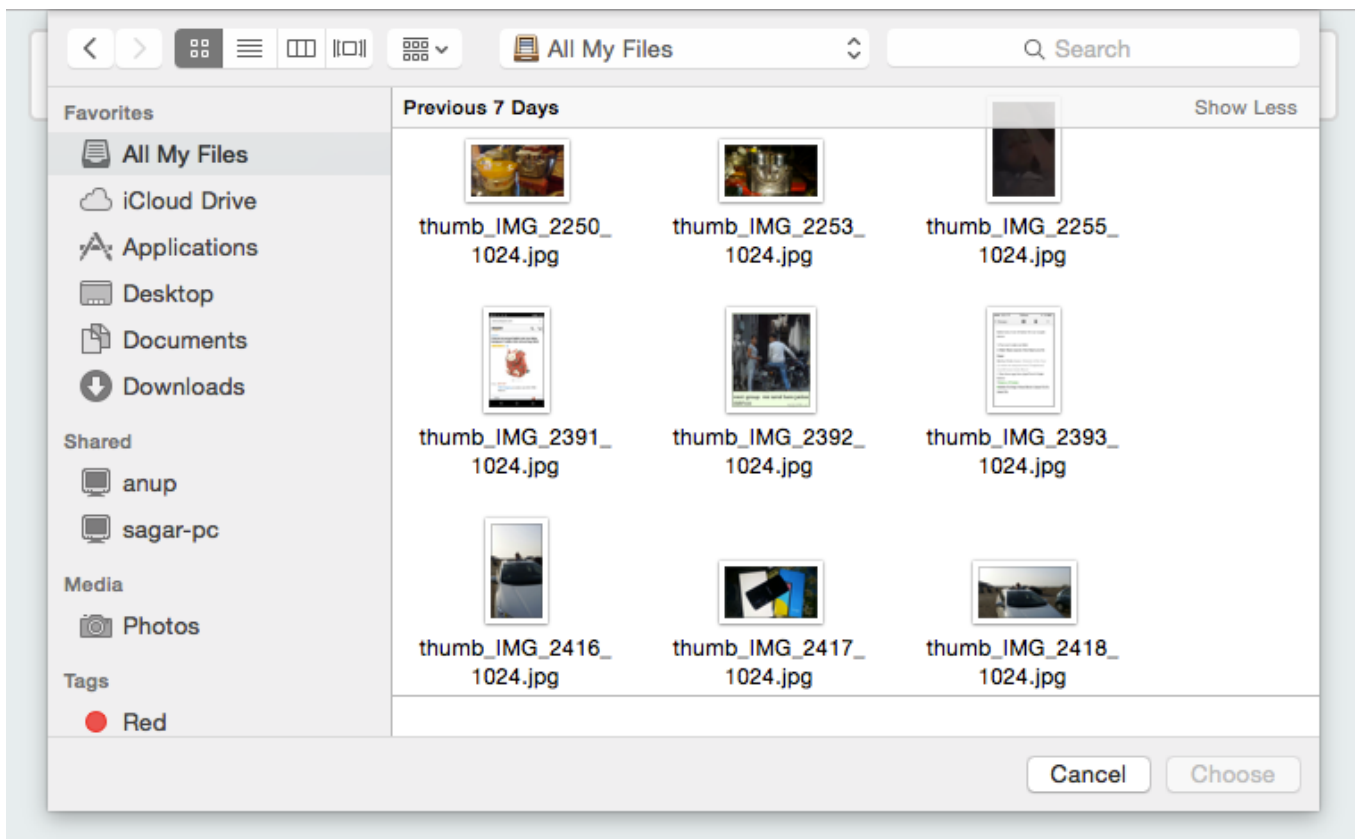 All My Files
Search
Favorites
All My Files
iCloud Drive
Applications
Desktop
Documents
Downloads
Shared
anup
sagar-pc
Media
Photos
Tags
Red
Previous 7 Days
Show Less
thumb_IMG_2250_
1024.jpg
thumb_IMG_2253_
1024.jpg
thumb_IMG_2255_
1024.jpg
thumb_IMG_2391_
1024.jpg
thumb_IMG_2392_
1024.jpg
thumb_IMG_2393_
1024.jpg
thumb_IMG_2416_
1024.jpg
thumb_IMG_2417_
1024.jpg
thumb_IMG_2418_
1024.jpg
Cancel
Choose